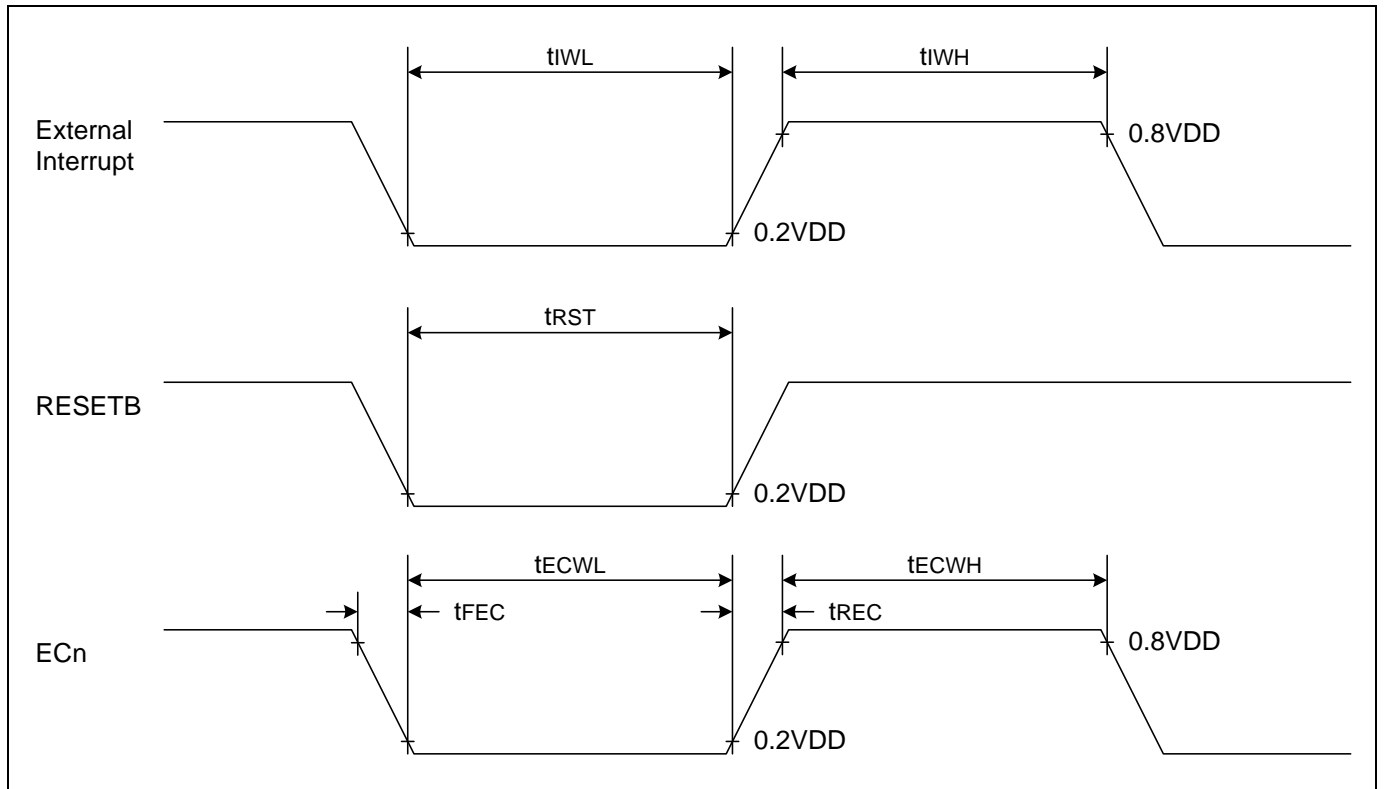 tIWL
tIWH
External
Interrupt
0.8VDD
0.2VDD
tRST
RESETB
0.2VDD
tECWL
tECWH
tFEC
tREC
ECn
0.8VDD
0.2VDD